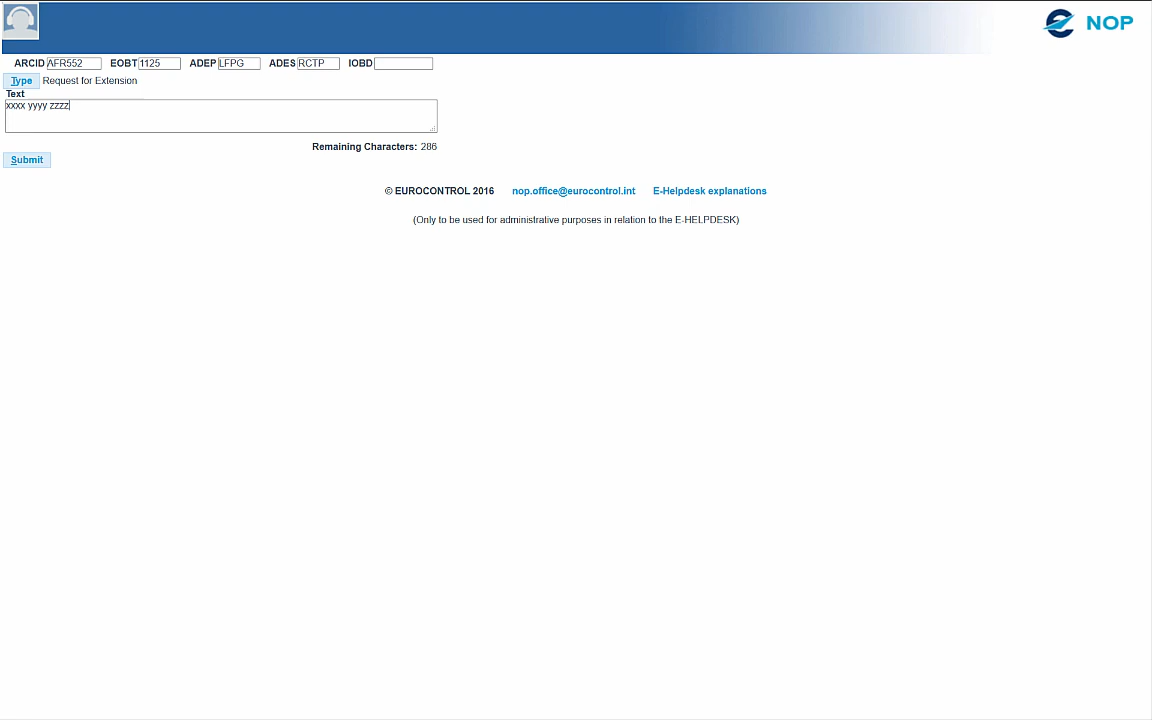 NOP
ARCID AFR552 EOBT 1125 ADEP LFPG ADES RCTP IOBD
Type Request for Extension
Text
xxxx yyyy zzzz
Remaining Characters: 286
Submit
© EUROCONTROL 2016 nop.office@eurocontrol.int E-Helpdesk explanations
(Only to be used for administrative purposes in relation to the E-HELPDESK)